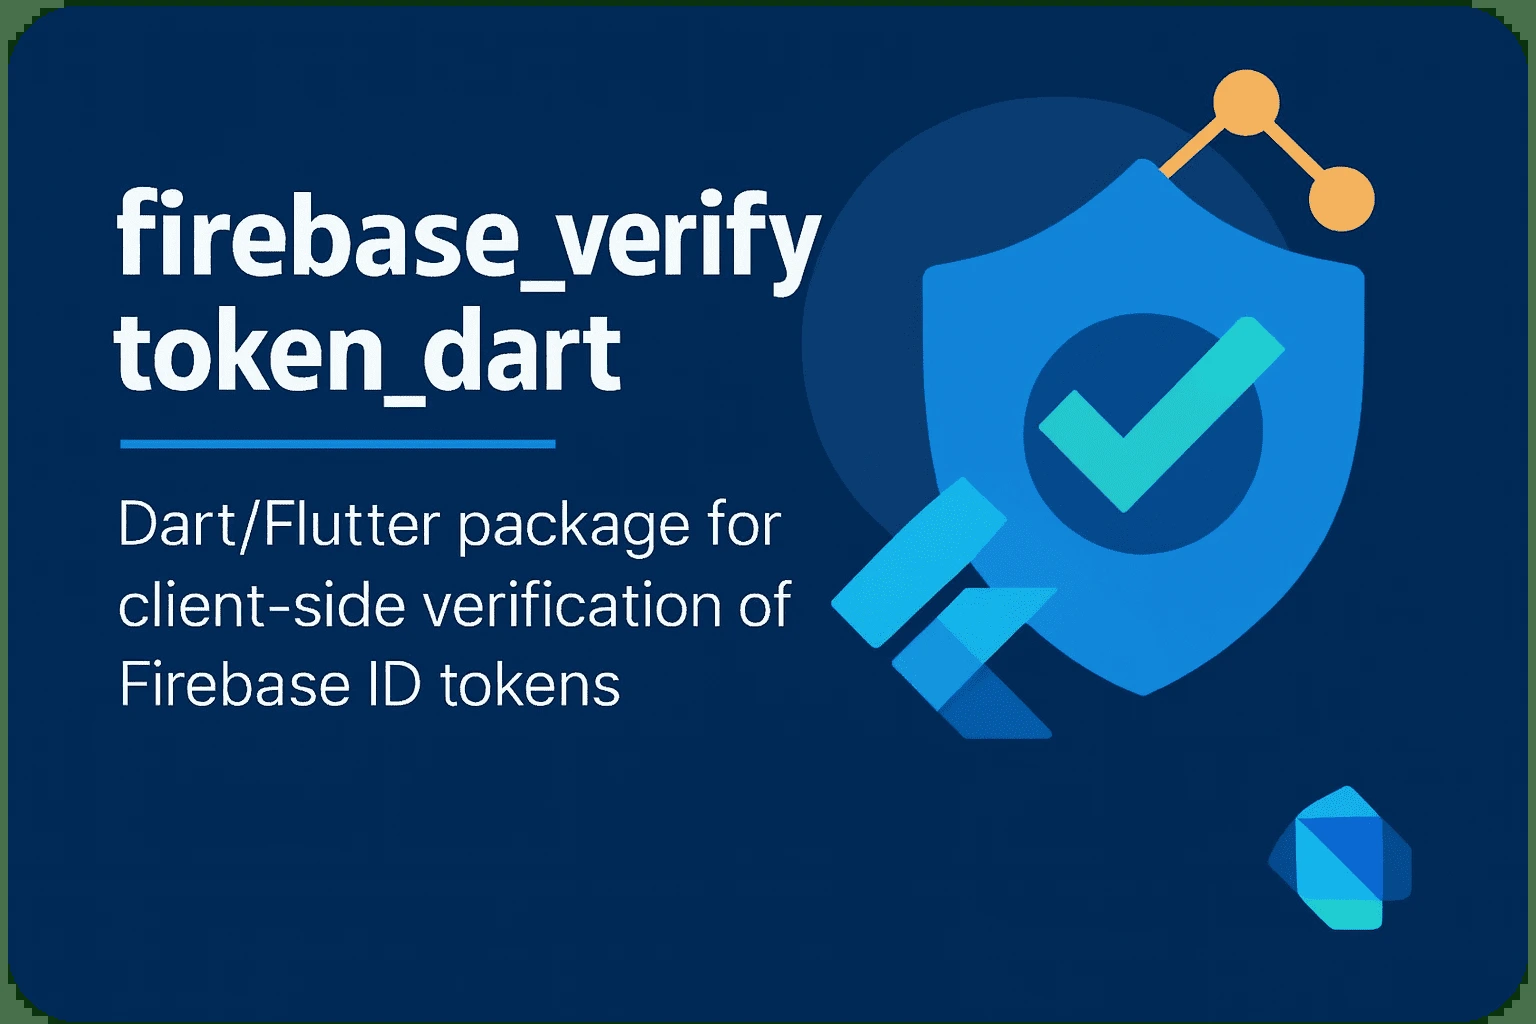 firebase_verify
token_dart
Dart/Flutter package for
client-side verification of
Firebase ID tokens